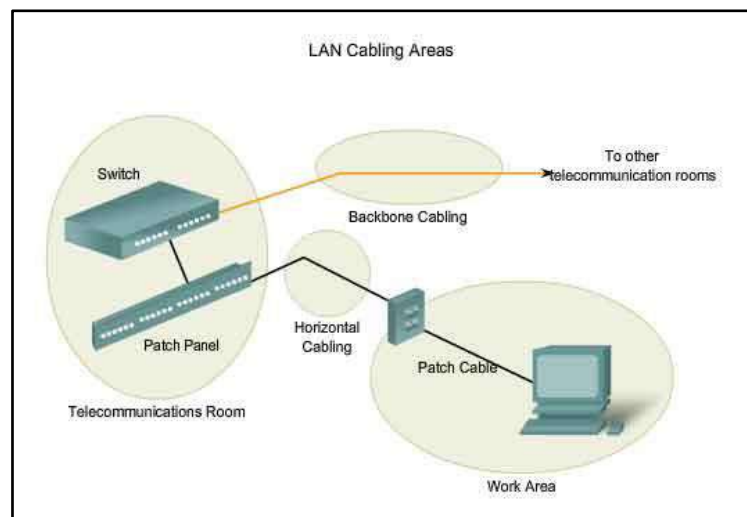 LAN Cabling Areas
Switch
To other
telecommunication rooms
Backbone Cabling
Patch Panel
Horizontal
Cabling
Patch Cable
Telecommunications Room
Work Area